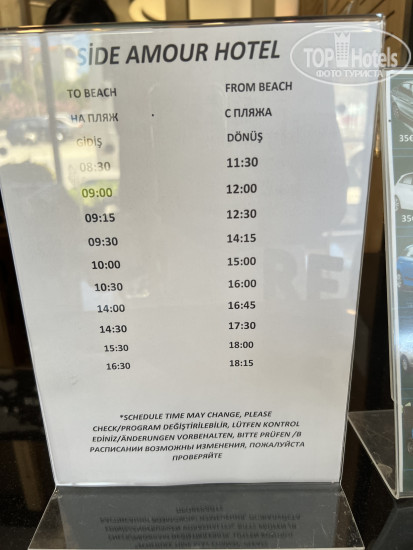 SİDE AMOUR HOTEL
TO BEACH FROM BEACH
НА ПЛЯЖ С ПЛЯЖА
GİDİŞ DÖNÜŞ
08:30 11:30
09:00 12:00
09:15 12:30
09:30 14:15
10:00 15:00
10:30 16:00
14:00 16:45
14:30 17:30
15:30 18:00
16:30 18:15
*SCHEDULE TIME MAY CHANGE, PLEASE
CHECK/PROGRAM DEĞİŞTİRİLEBİLİR, LÜTFEN KONTROL
EDİNİZ/ÄNDERUNGEN VORBEHALTEN, BITTE PRÜFEN /В
РАСПИСАНИИ ВОЗМОЖНЫ ИЗМЕНЕНИЯ, ПОЖАЛУЙСТА
ПРОВЕРЯЙТЕ
TOPHotels
ФОТО ТУРИСТА